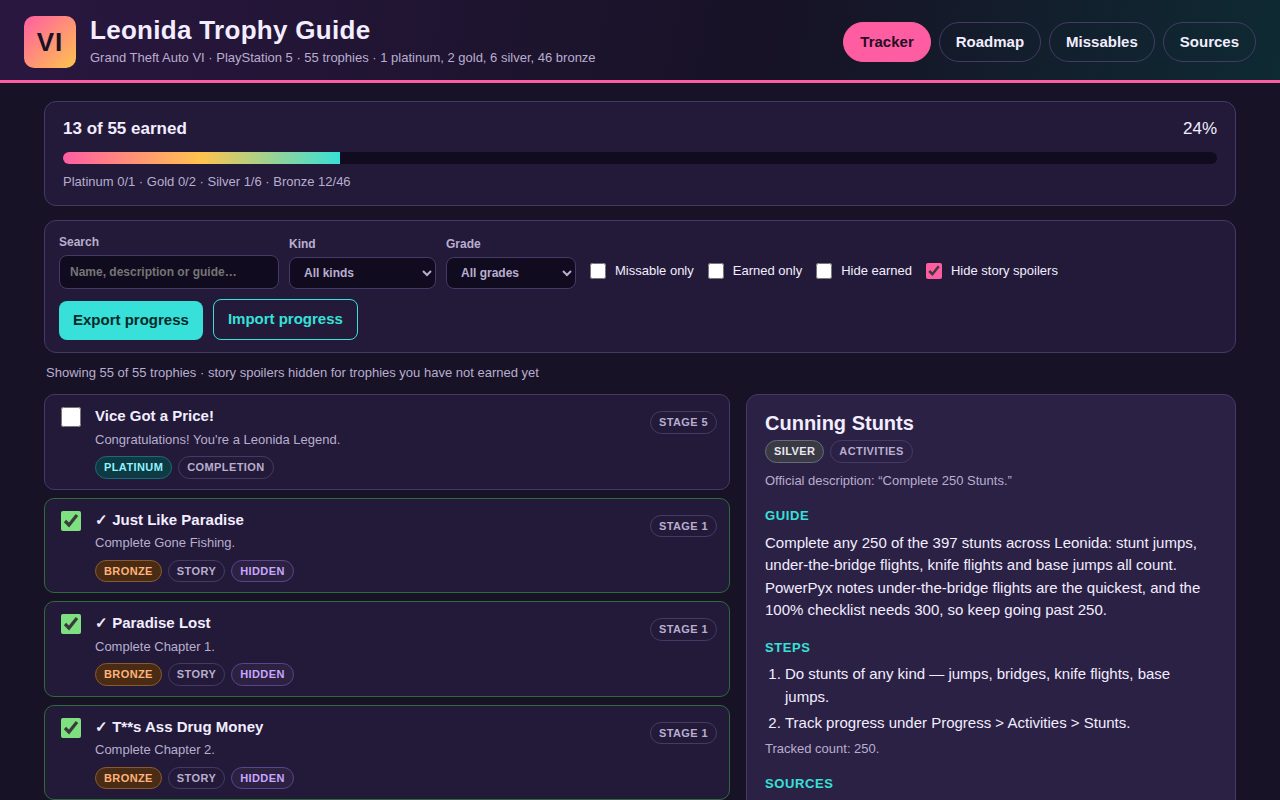 VI
Leonida Trophy Guide
Grand Theft Auto VI · PlayStation 5 · 55 trophies · 1 platinum, 2 gold, 6 silver, 46 bronze
Tracker
Roadmap
Missables
Sources
13 of 55 earned
24%
Platinum 0/1 · Gold 0/2 · Silver 1/6 · Bronze 12/46
Search
Name, description or guide…
Kind
All kinds
Grade
All grades
Missable only
Earned only
Hide earned
Hide story spoilers
Export progress
Import progress
Showing 55 of 55 trophies · story spoilers hidden for trophies you have not earned yet
Vice Got a Price!
STAGE 5
Congratulations! You're a Leonida Legend.
PLATINUM
COMPLETION
✓ Just Like Paradise
STAGE 1
Complete Gone Fishing.
BRONZE
STORY
HIDDEN
✓ Paradise Lost
STAGE 1
Complete Chapter 1.
BRONZE
STORY
HIDDEN
✓ T**s Ass Drug Money
STAGE 1
Complete Chapter 2.
BRONZE
STORY
HIDDEN
Cunning Stunts
SILVER
ACTIVITIES
Official description: “Complete 250 Stunts.”
GUIDE
Complete any 250 of the 397 stunts across Leonida: stunt jumps,
under-the-bridge flights, knife flights and base jumps all count.
PowerPyx notes under-the-bridge flights are the quickest, and the
100% checklist needs 300, so keep going past 250.
STEPS
1. Do stunts of any kind — jumps, bridges, knife flights, base
jumps.
2. Track progress under Progress > Activities > Stunts.
Tracked count: 250.
SOURCES